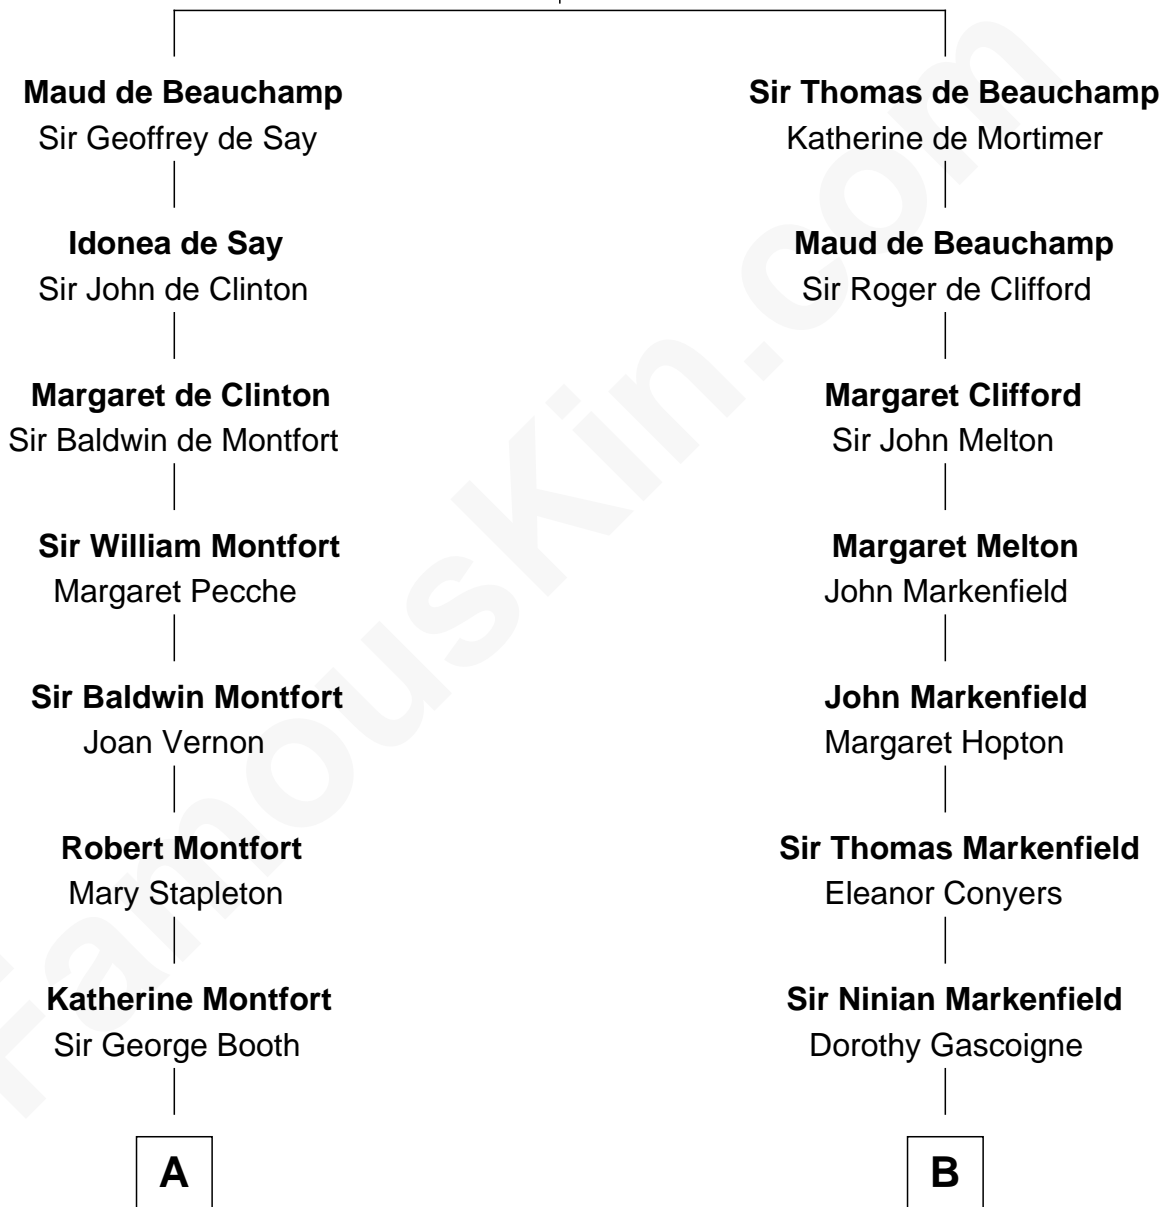 Maud de Beauchamp
Sir Geoffrey de Say
Idonea de Say
Sir John de Clinton
Margaret de Clinton
Sir Baldwin de Montfort
Sir William Montfort
Margaret Pecche
Sir Baldwin Montfort
Joan Vernon
Robert Montfort
Mary Stapleton
Katherine Montfort
Sir George Booth
A
Sir Thomas de Beauchamp
Katherine de Mortimer
Maud de Beauchamp
Sir Roger de Clifford
Margaret Clifford
Sir John Melton
Margaret Melton
John Markenfield
John Markenfield
Margaret Hopton
Sir Thomas Markenfield
Eleanor Conyers
Sir Ninian Markenfield
Dorothy Gascoigne
B
FamousKin.com